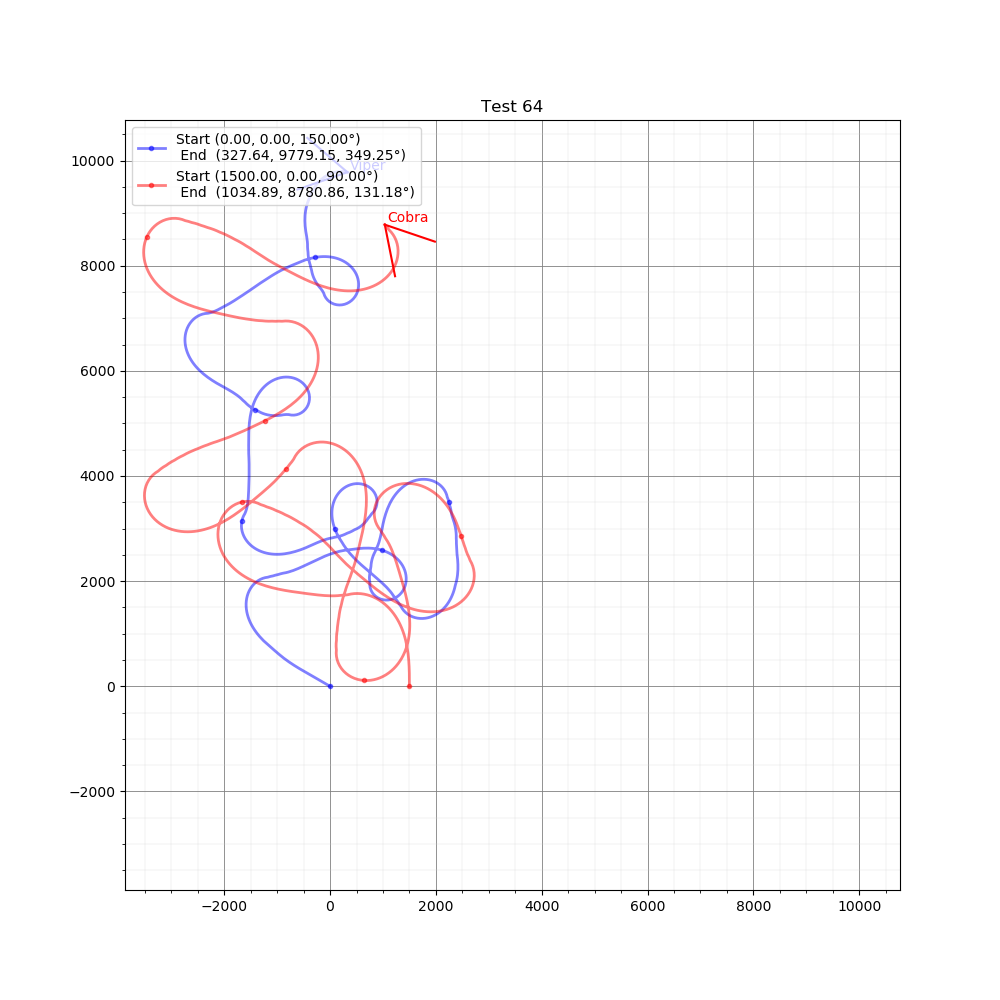 Test 64
Start (0.00, 0.00, 150.00°)
End (327.64, 9779.15, 349.25°)
Start (1500.00, 0.00, 90.00°)
End (1034.89, 8780.86, 131.18°)
Viper
Cobra
10000
8000
6000
4000
2000
0
−2000
−2000
0
2000
4000
6000
8000
10000